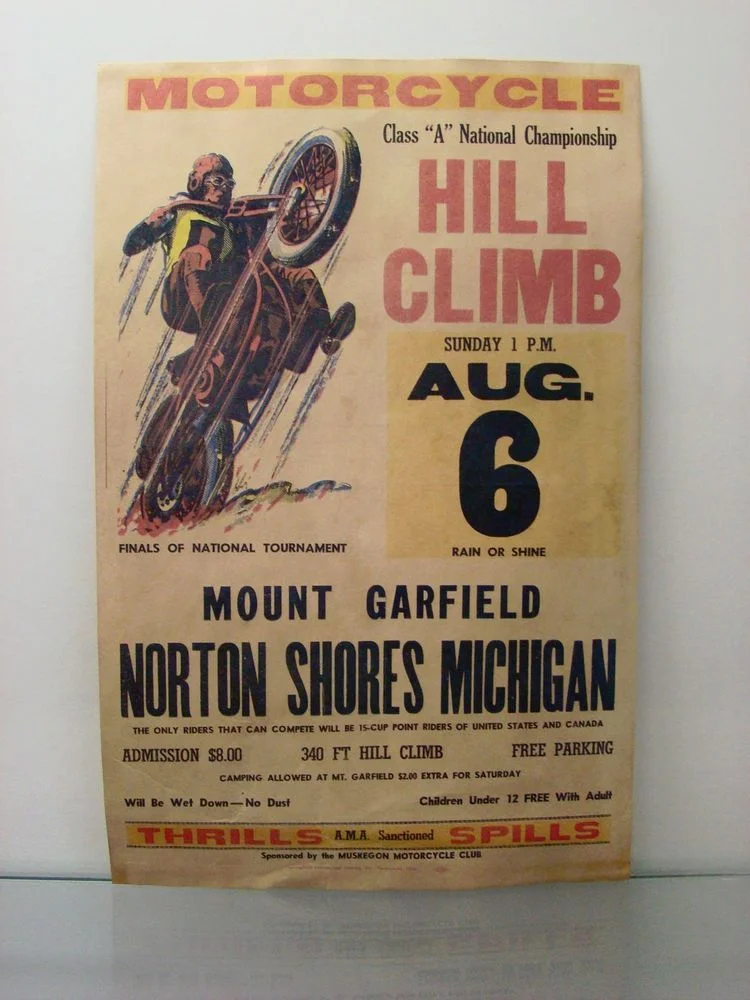 MOTORCYCLE
Class "A" National Championship
HILL
CLIMB
SUNDAY 1 P.M.
AUG.
6
FINALS OF NATIONAL TOURNAMENT
RAIN OR SHINE
MOUNT GARFIELD
NORTON SHORES MICHIGAN
THE ONLY RIDERS THAT CAN COMPETE WILL BE 15-CUP POINT RIDERS OF UNITED STATES AND CANADA
ADMISSION $8.00 340 FT HILL CLIMB FREE PARKING
CAMPING ALLOWED AT MT. GARFIELD $2.00 EXTRA FOR SATURDAY
Will Be Wet Down—No Dust Children Under 12 FREE With Adult
THRILLS A.M.A. Sanctioned SPILLS
Sponsored by the MUSKEGON MOTORCYCLE CLUB